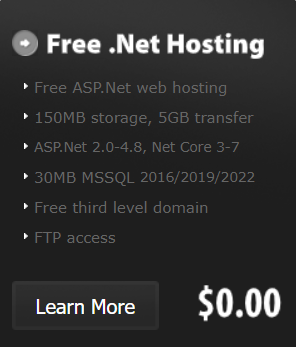 Free .Net Hosting
Free ASP.Net web hosting
150MB storage, 5GB transfer
ASP.Net 2.0-4.8, Net Core 3-7
30MB MSSQL 2016/2019/2022
Free third level domain
FTP access
Learn More
$0.00